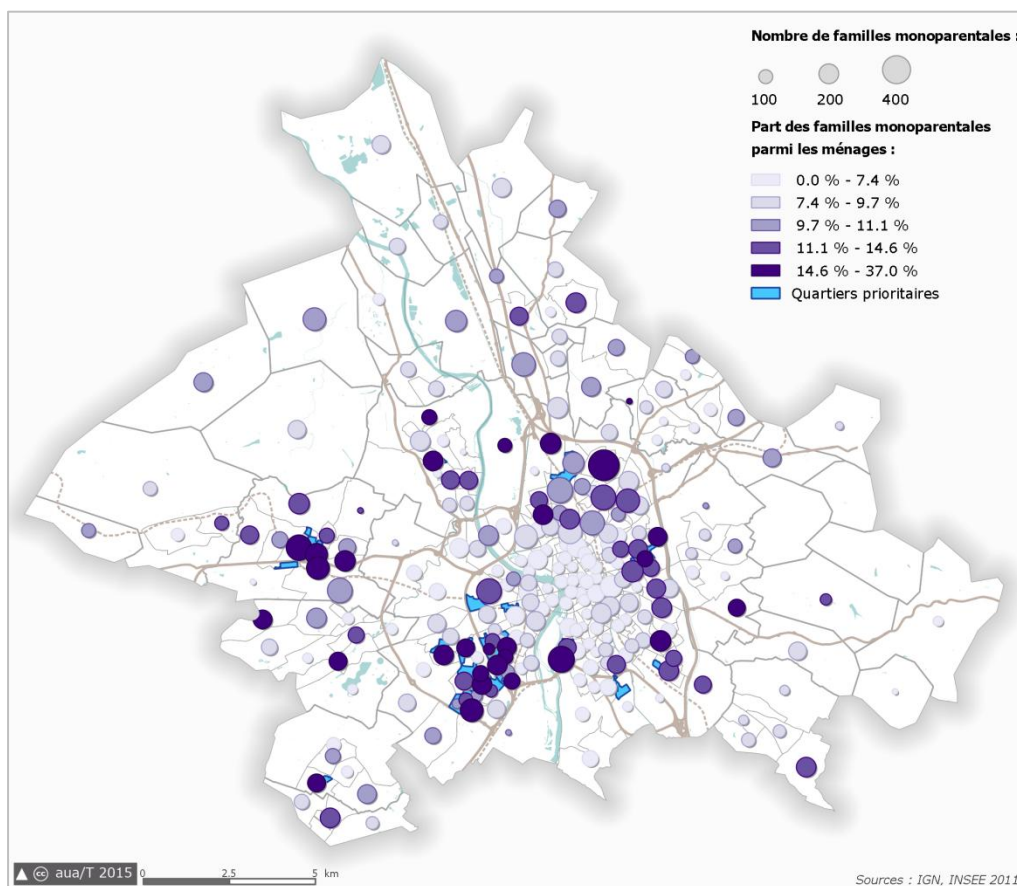 Nombre de familles monoparentales :
100 200 400
Part des familles monoparentales
parmi les ménages :
0.0 % - 7.4 %
7.4 % - 9.7 %
9.7 % - 11.1 %
11.1 % - 14.6 %
14.6 % - 37.0 %
Quartiers prioritaires
cc aua/T 2015
0 2.5 5 km
Sources : IGN, INSEE 2011